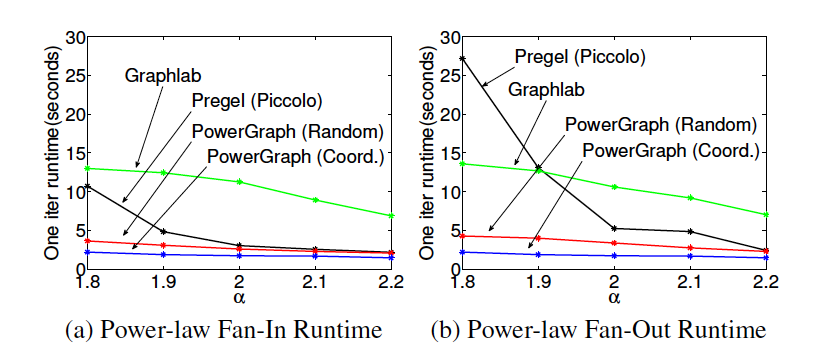 30
25
20
15
10
5
0
One iter runtime(seconds)
Graphlab
Pregel (Piccolo)
PowerGraph (Random)
PowerGraph (Coord.)
1.8 1.9 2 2.1 2.2
α
(a) Power-law Fan-In Runtime
30
25
20
15
10
5
0
One iter runtime(seconds)
Pregel (Piccolo)
Graphlab
PowerGraph (Random)
PowerGraph (Coord.)
1.8 1.9 2 2.1 2.2
α
(b) Power-law Fan-Out Runtime